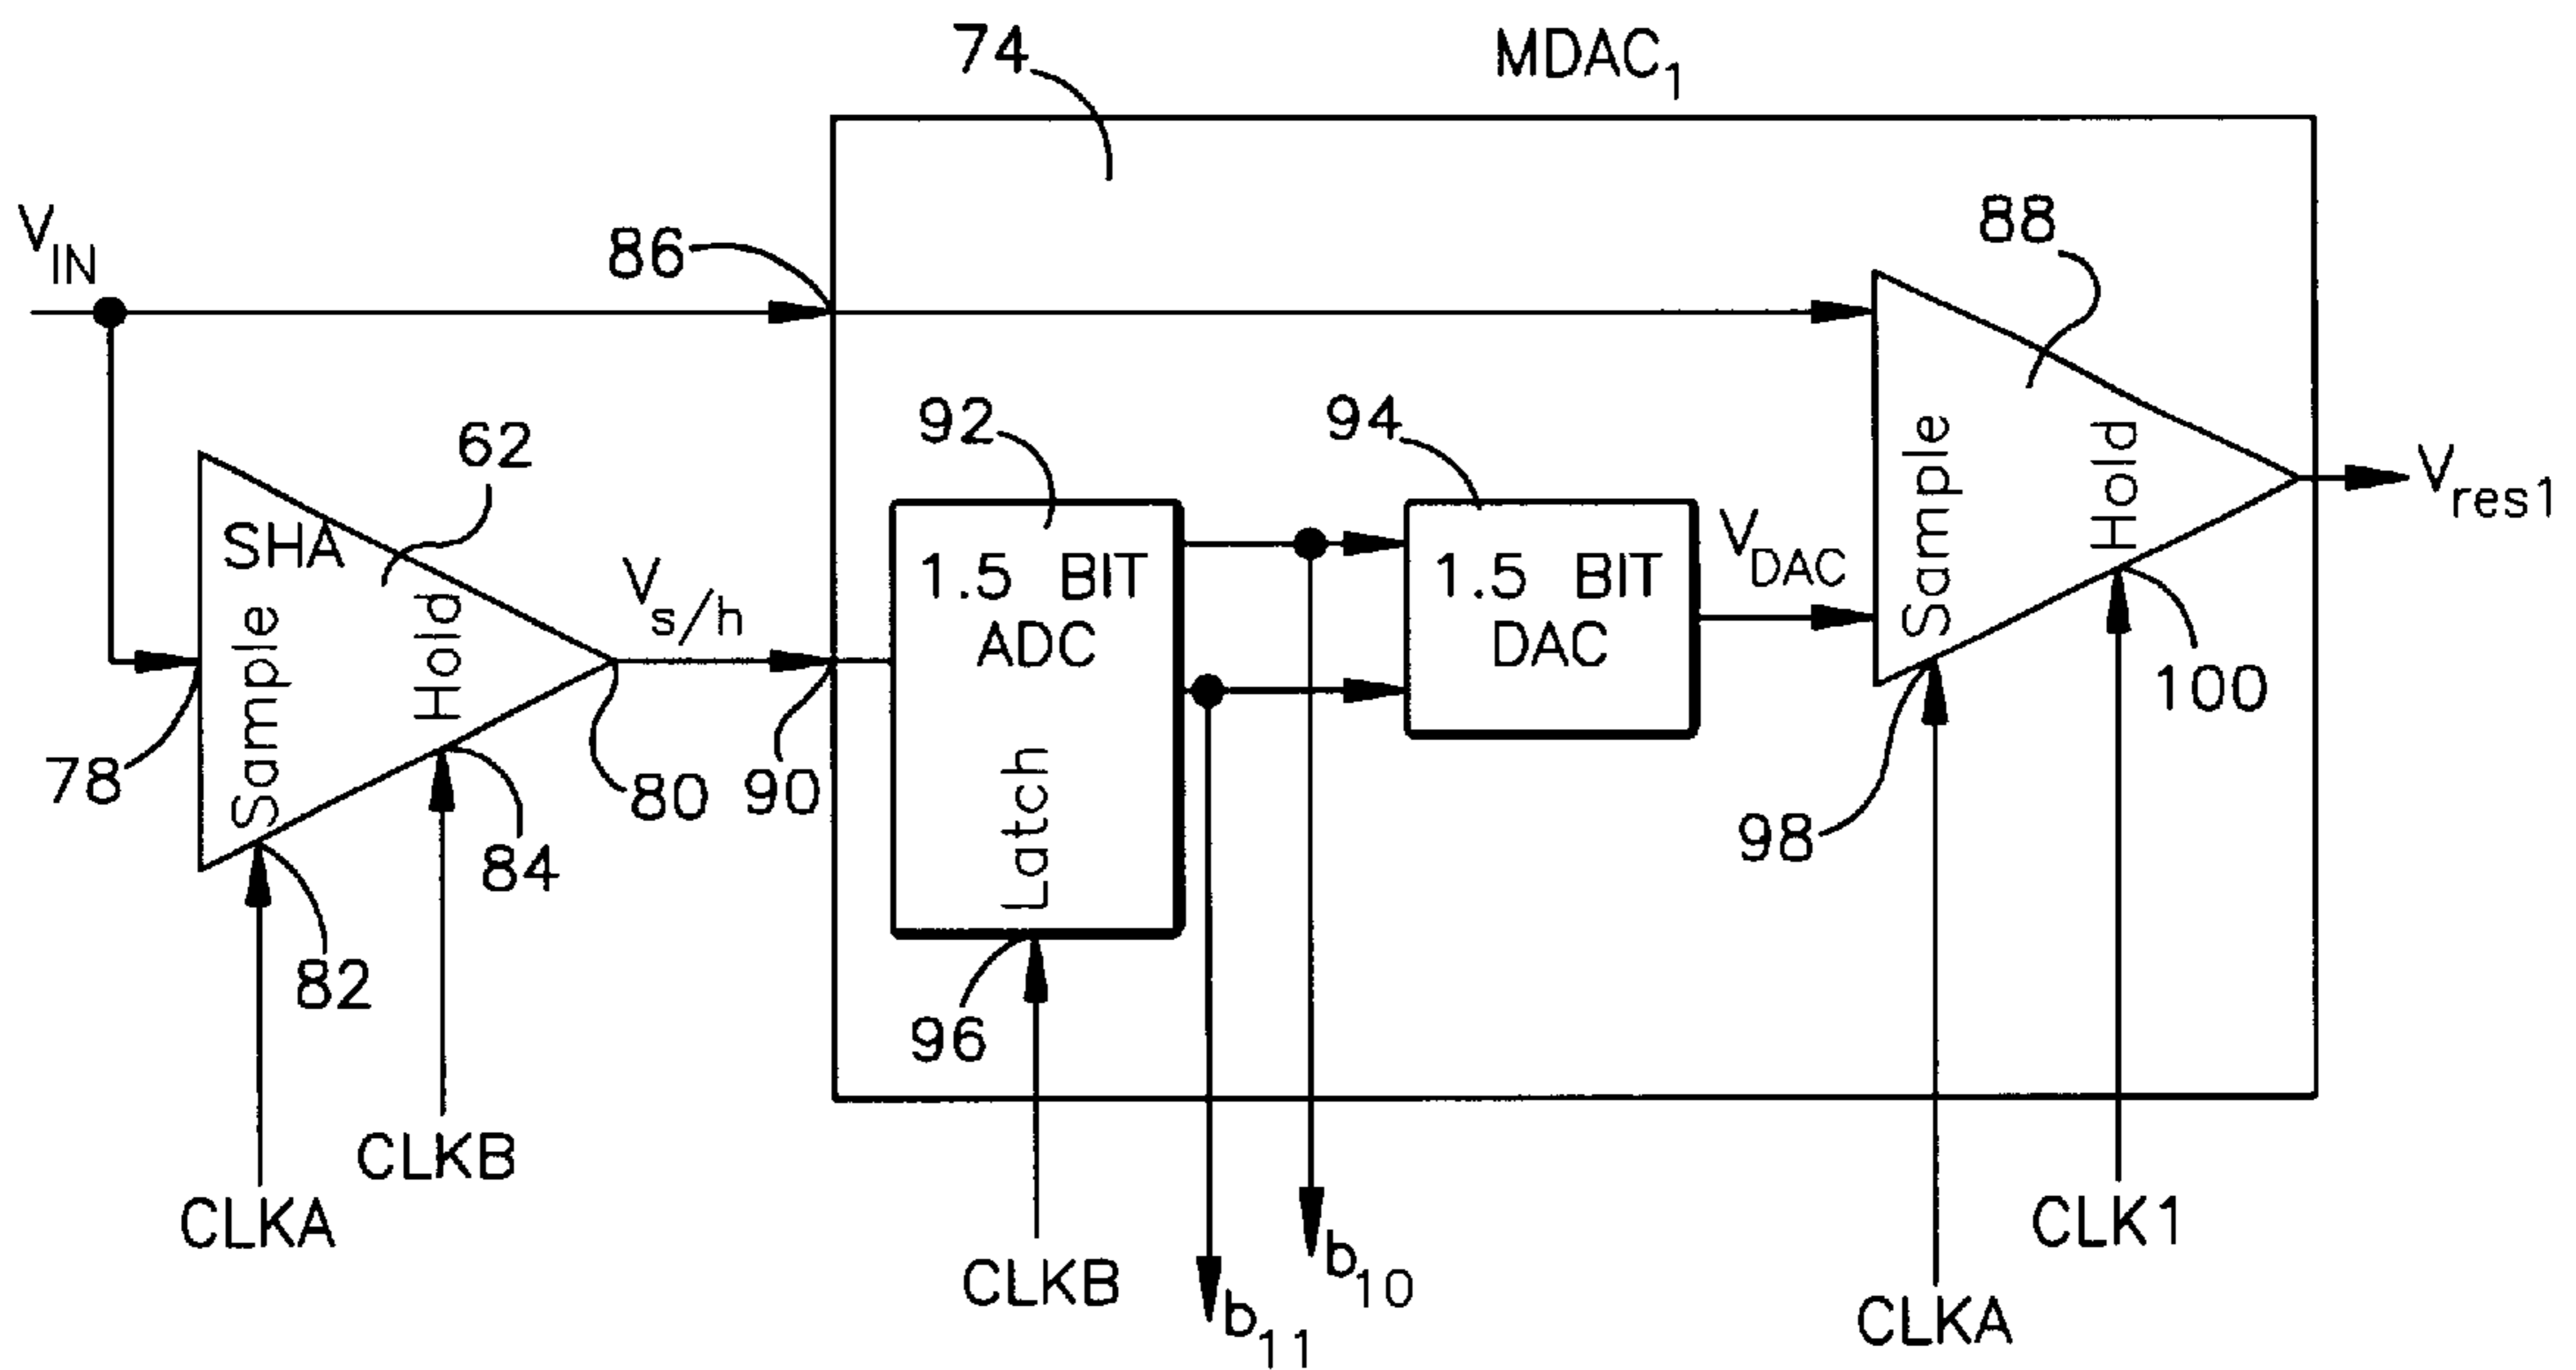 74
MDAC1
VIN
86
88
SHA
62
Sample
Hold
78
80
82
84
CLKA
CLKB
Vs/h
90
92
1.5 BIT
ADC
Latch
96
CLKB
b11
b10
94
1.5 BIT
DAC
VDAC
Sample
Hold
98
100
CLKA
CLK1
Vres1